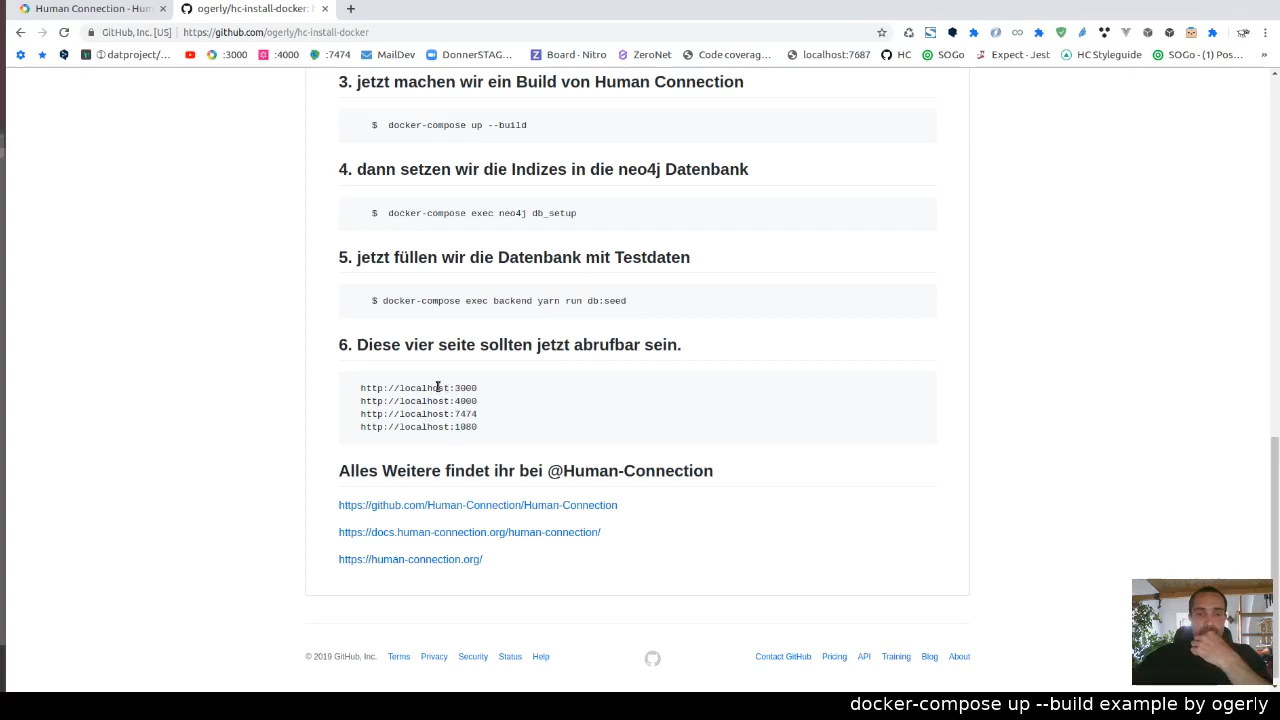 Human Connection - Hum
ogerly/hc-install-docker:
GitHub, Inc. [US]
https://github.com/ogerly/hc-install-docker
ⓘdatproject/…
:3000
:4000
:7474
MailDev
DonnerSTAG…
Board · Nitro
ZeroNet
Code coverag…
localhost:7687
HC
SOGo
Expect · Jest
HC Styleguide
SOGo - (1) Pos…
»
3. jetzt machen wir ein Build von Human Connection
$ docker-compose up --build
4. dann setzen wir die Indizes in die neo4j Datenbank
$ docker-compose exec neo4j db_setup
5. jetzt füllen wir die Datenbank mit Testdaten
$ docker-compose exec backend yarn run db:seed
6. Diese vier seite sollten jetzt abrufbar sein.
http://localhost:3000
http://localhost:4000
http://localhost:7474
http://localhost:1080
Alles Weitere findet ihr bei @Human-Connection
https://github.com/Human-Connection/Human-Connection
https://docs.human-connection.org/human-connection/
https://human-connection.org/
© 2019 GitHub, Inc.
Terms
Privacy
Security
Status
Help
Contact GitHub
Pricing
API
Training
Blog
About
docker-compose up --build example by ogerly